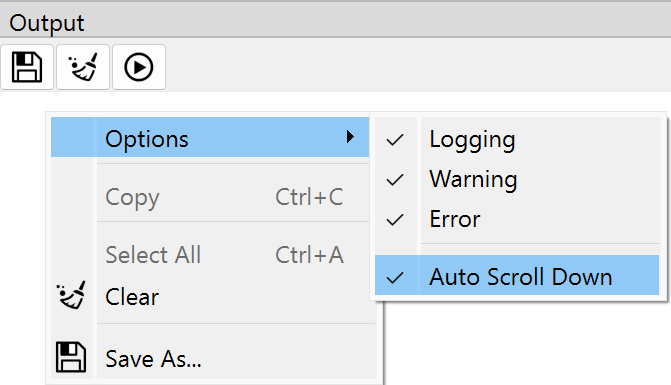 Output
Options
Copy Ctrl+C
Select All Ctrl+A
Clear
Save As...
Logging
Warning
Error
Auto Scroll Down